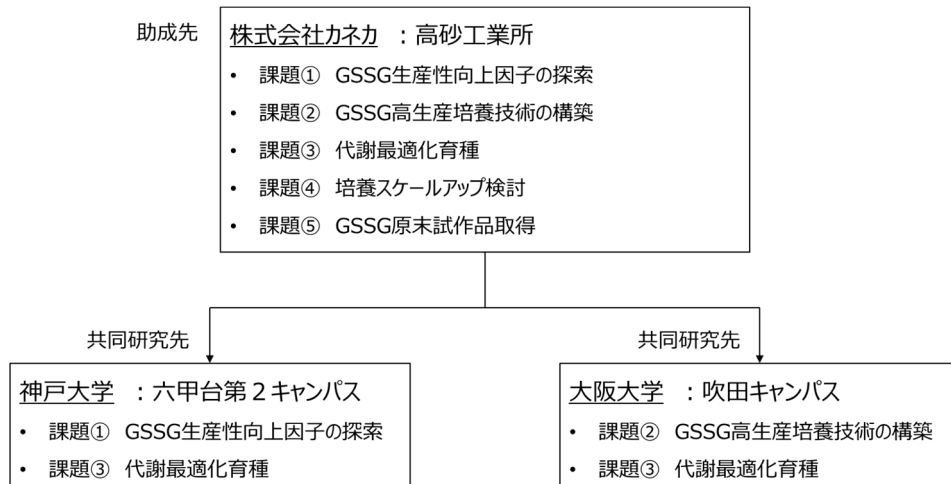 助成先
株式会社カネカ ：高砂工業所
• 課題① GSSG生産性向上因子の探索
• 課題② GSSG高生産培養技術の構築
• 課題③ 代謝最適化育種
• 課題④ 培養スケールアップ検討
• 課題⑤ GSSG原末試作品取得
共同研究先
神戸大学 ：六甲台第２キャンパス
• 課題① GSSG生産性向上因子の探索
• 課題③ 代謝最適化育種
共同研究先
大阪大学 ：吹田キャンパス
• 課題② GSSG高生産培養技術の構築
• 課題③ 代謝最適化育種